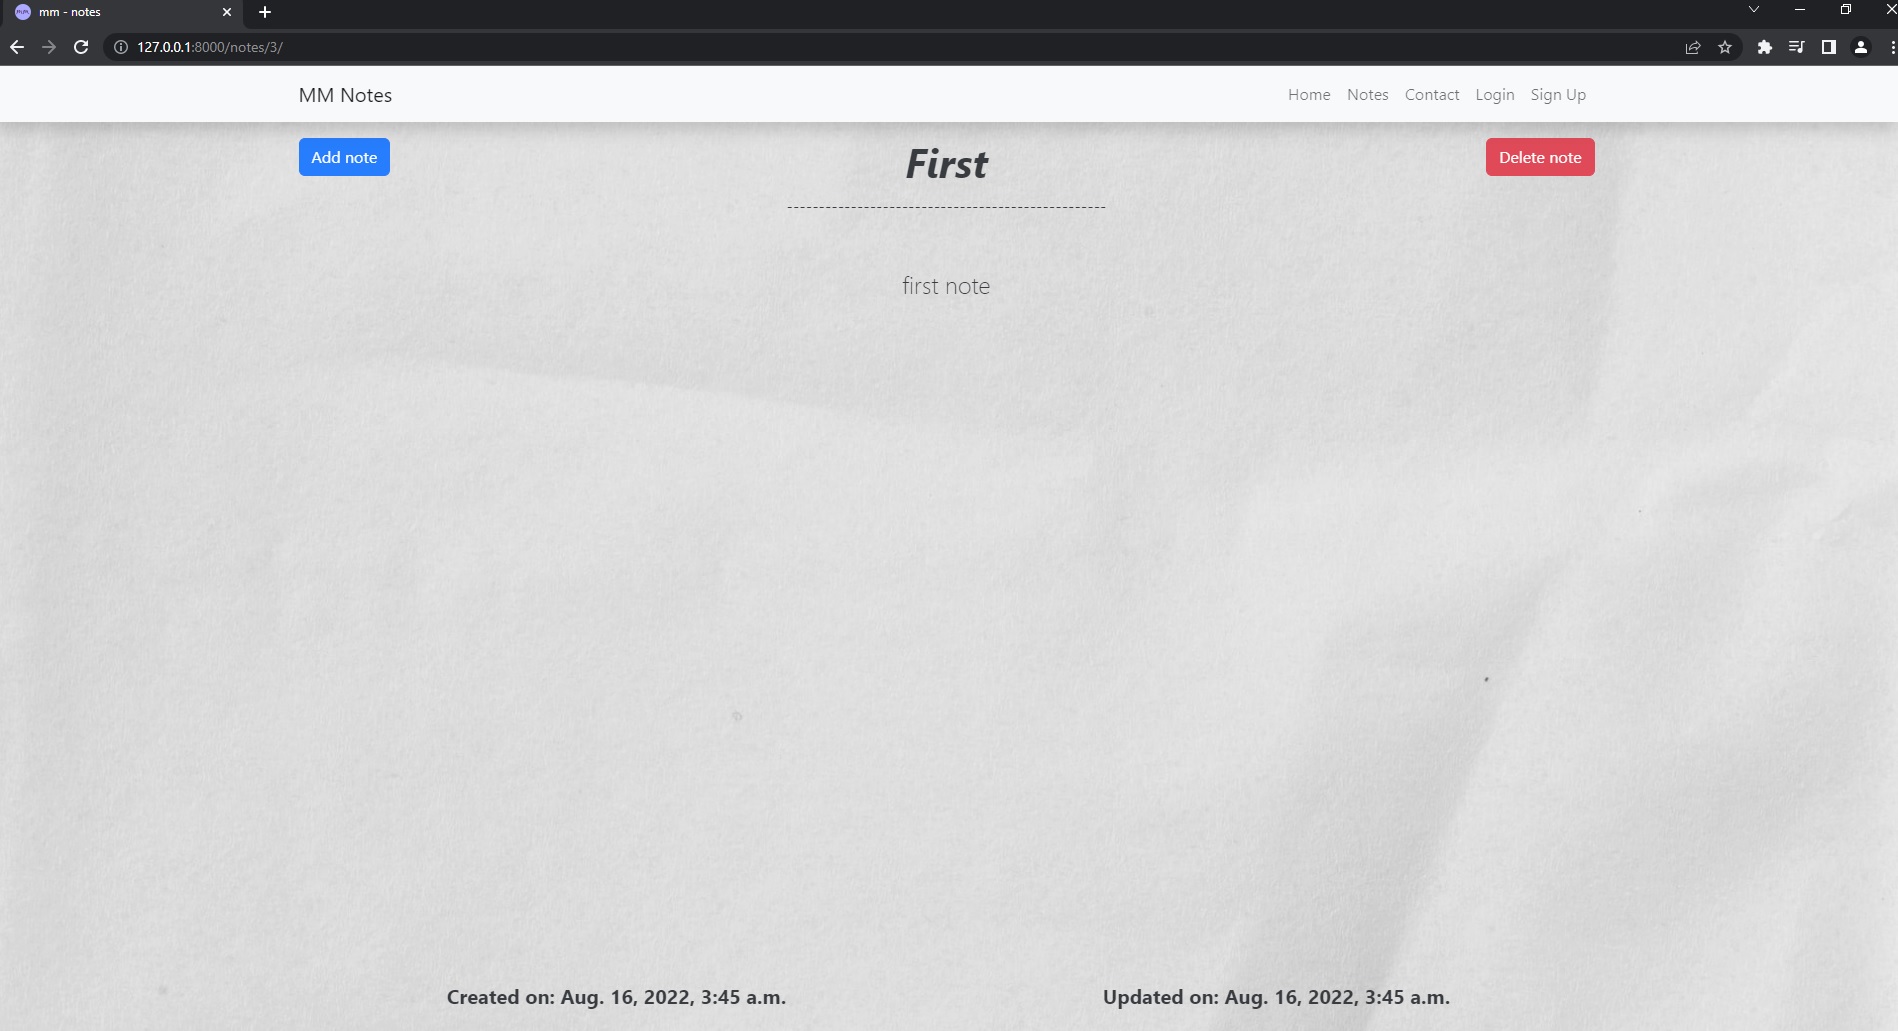 mm - notes
127.0.0.1:8000/notes/3/
MM Notes
Home Notes Contact Login Sign Up
Add note
First
Delete note
--------------------------------------------------
first note
Created on: Aug. 16, 2022, 3:45 a.m.
Updated on: Aug. 16, 2022, 3:45 a.m.